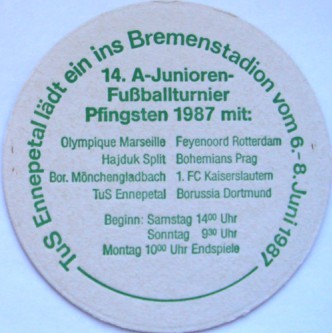 TuS Ennepetal lädt ein ins Bremenstadion vom 6.-8. Juni 1987
14. A-Junioren-
Fußballturnier
Pfingsten 1987 mit:
Olympique Marseille Feyenoord Rotterdam
Hajduk Split Bohemians Prag
Bor. Mönchengladbach 1. FC Kaiserslautern
TuS Ennepetal Borussia Dortmund
Beginn: Samstag 14⁰⁰ Uhr
Sonntag 9³⁰ Uhr
Montag 10⁰⁰ Uhr Endspiele